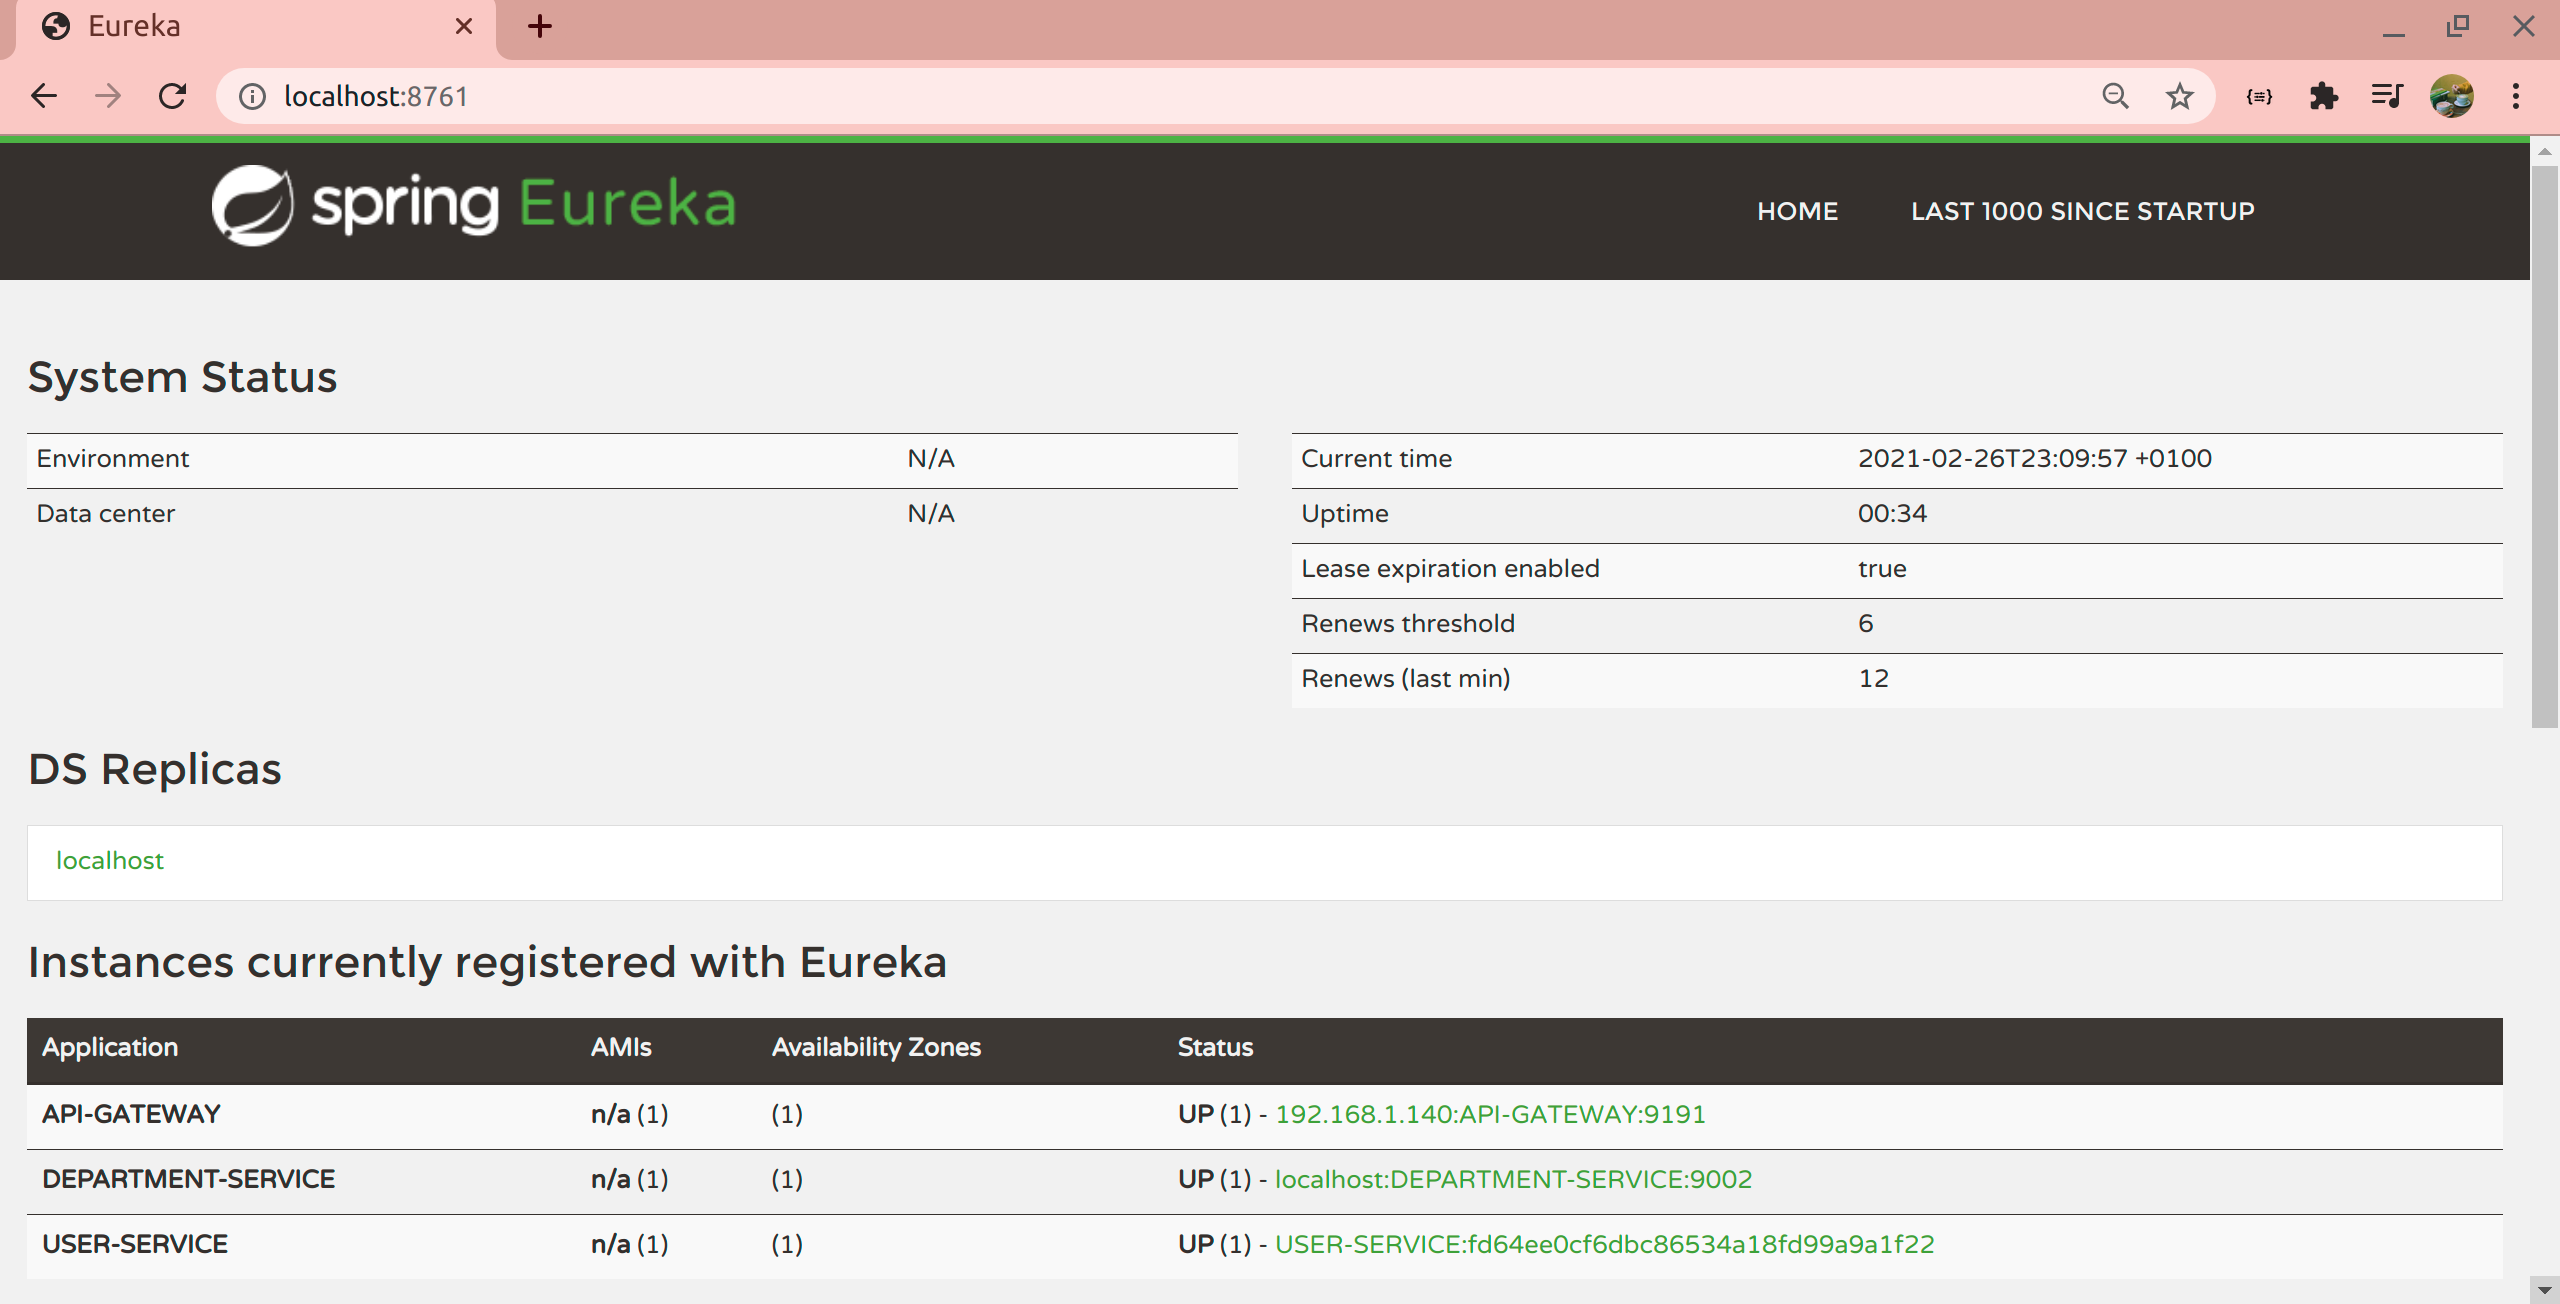 Eureka
localhost:8761
spring Eureka
HOME LAST 1000 SINCE STARTUP
System Status
Environment N/A
Data center N/A
Current time 2021-02-26T23:09:57 +0100
Uptime 00:34
Lease expiration enabled true
Renews threshold 6
Renews (last min) 12
DS Replicas
localhost
Instances currently registered with Eureka
Application AMIs Availability Zones Status
API-GATEWAY n/a (1) (1) UP (1) - 192.168.1.140:API-GATEWAY:9191
DEPARTMENT-SERVICE n/a (1) (1) UP (1) - localhost:DEPARTMENT-SERVICE:9002
USER-SERVICE n/a (1) (1) UP (1) - USER-SERVICE:fd64ee0cf6dbc86534a18fd99a9a1f22